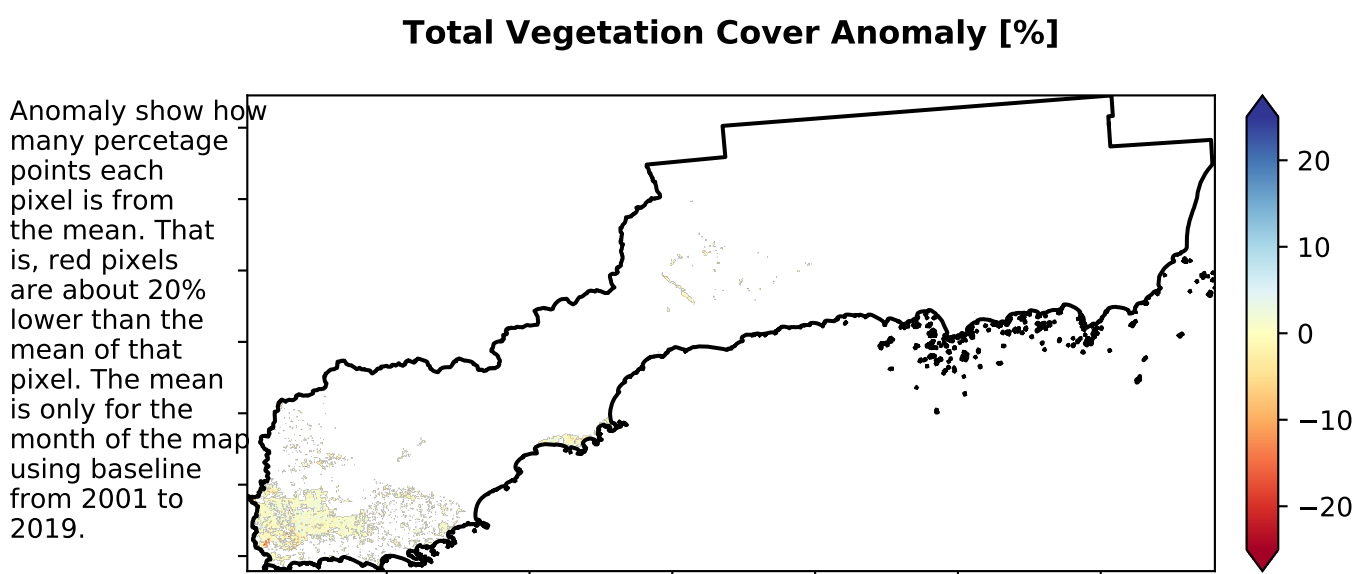 Total Vegetation Cover Anomaly [%]
Anomaly show how
many percetage
points each
pixel is from
the mean. That
is, red pixels
are about 20%
lower than the
mean of that
pixel. The mean
is only for the
month of the map
using baseline
from 2001 to
2019.
20
10
0
−10
−20